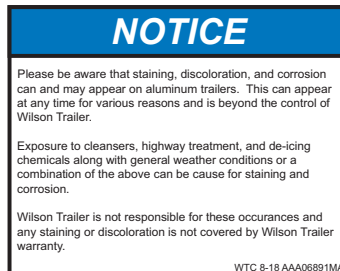 NOTICE
Please be aware that staining, discoloration, and corrosion
can and may appear on aluminum trailers.  This can appear
at any time for various reasons and is beyond the control of
Wilson Trailer.
Exposure to cleansers, highway treatment, and de-icing
chemicals along with general weather conditions or a
combination of the above can be cause for staining and
corrosion.
Wilson Trailer is not responsible for these occurances and
any staining or discoloration is not covered by Wilson Trailer
warranty.
WTC 8-18 AAA06891MA